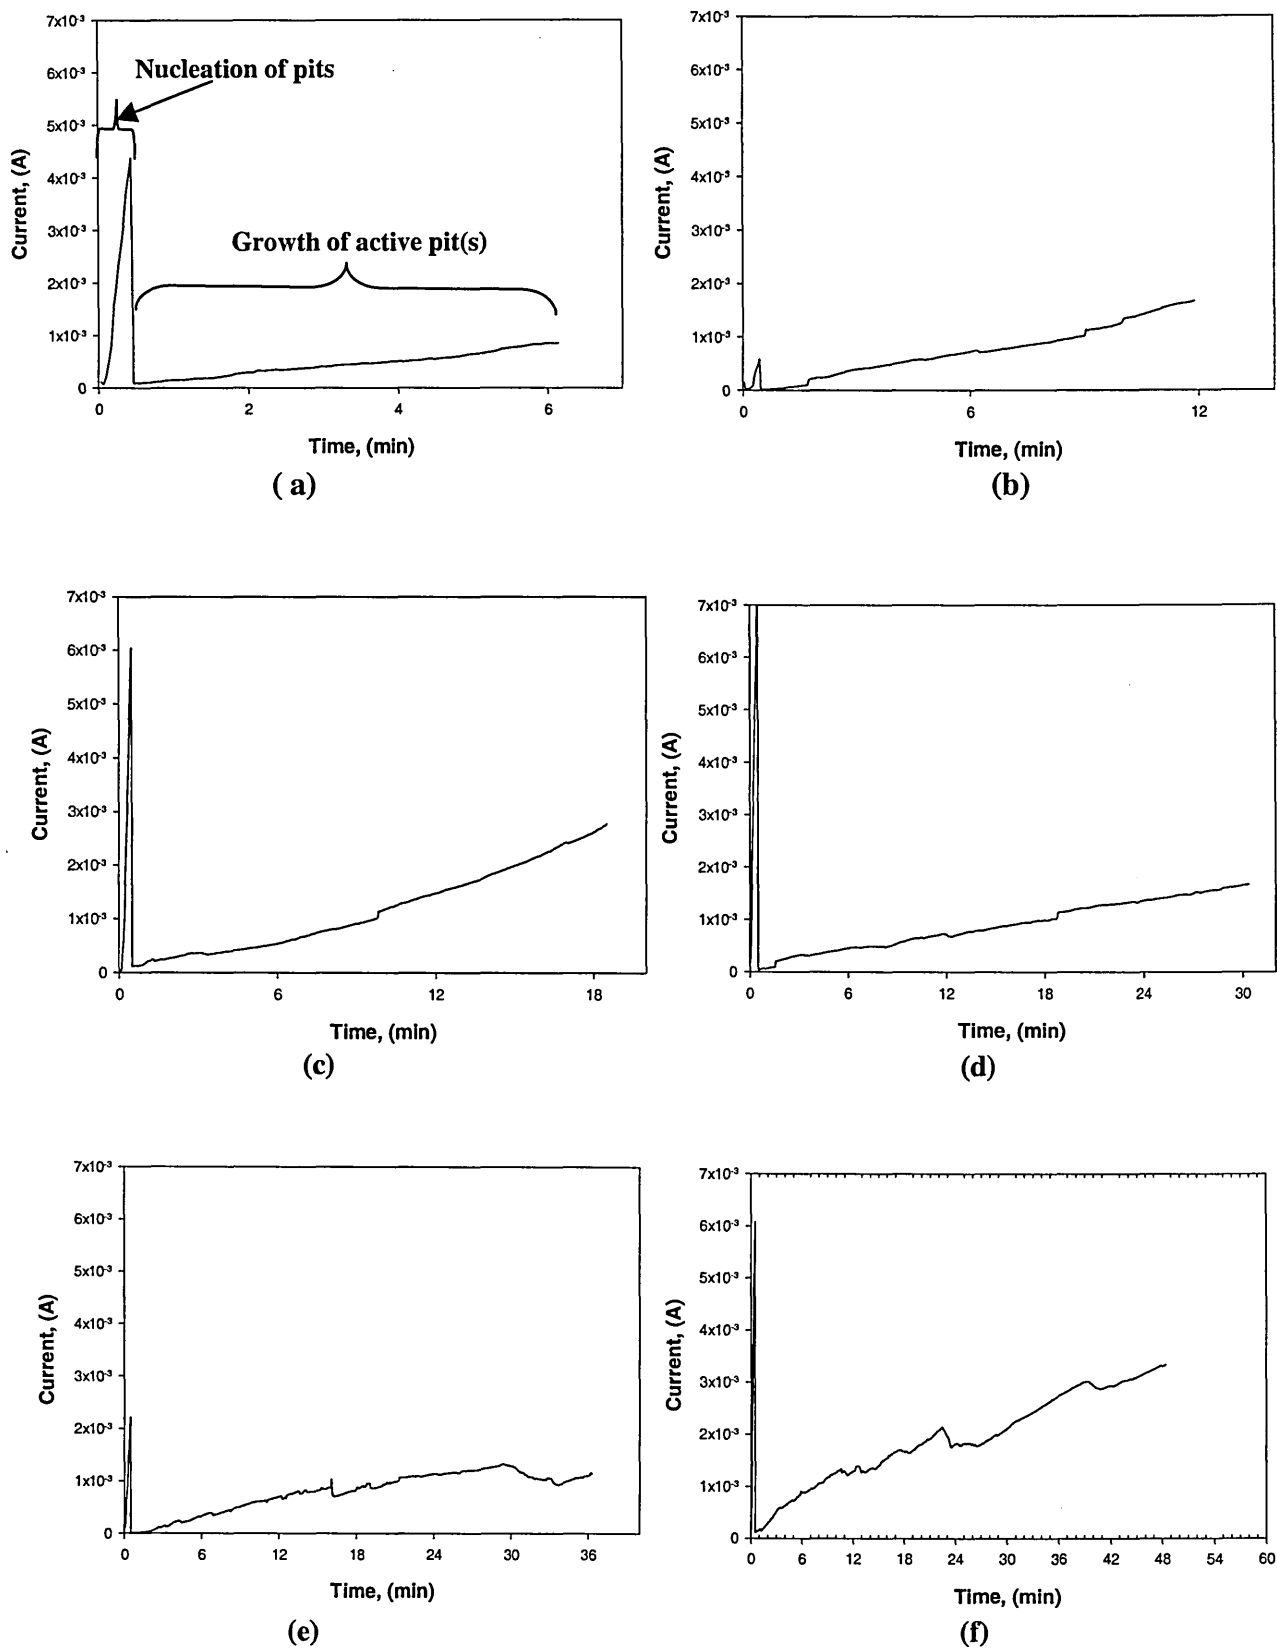 7x10⁻³
6x10⁻³
5x10⁻³
4x10⁻³
3x10⁻³
2x10⁻³
1x10⁻³
0
Current, (A)
Nucleation of pits
Growth of active pit(s)
0 2 4 6
Time, (min)
( a)
7x10⁻³
6x10⁻³
5x10⁻³
4x10⁻³
3x10⁻³
2x10⁻³
1x10⁻³
0
Current, (A)
0 6 12
Time, (min)
(b)
7x10⁻³
6x10⁻³
5x10⁻³
4x10⁻³
3x10⁻³
2x10⁻³
1x10⁻³
0
Current, (A)
0 6 12 18
Time, (min)
(c)
7x10⁻³
6x10⁻³
5x10⁻³
4x10⁻³
3x10⁻³
2x10⁻³
1x10⁻³
0
Current, (A)
0 6 12 18 24 30
Time, (min)
(d)
7x10⁻³
6x10⁻³
5x10⁻³
4x10⁻³
3x10⁻³
2x10⁻³
1x10⁻³
0
Current, (A)
0 6 12 18 24 30 36
Time, (min)
(e)
7x10⁻³
6x10⁻³
5x10⁻³
4x10⁻³
3x10⁻³
2x10⁻³
1x10⁻³
0
Current, (A)
0 6 12 18 24 30 36 42 48 54 60
Time, (min)
(f)